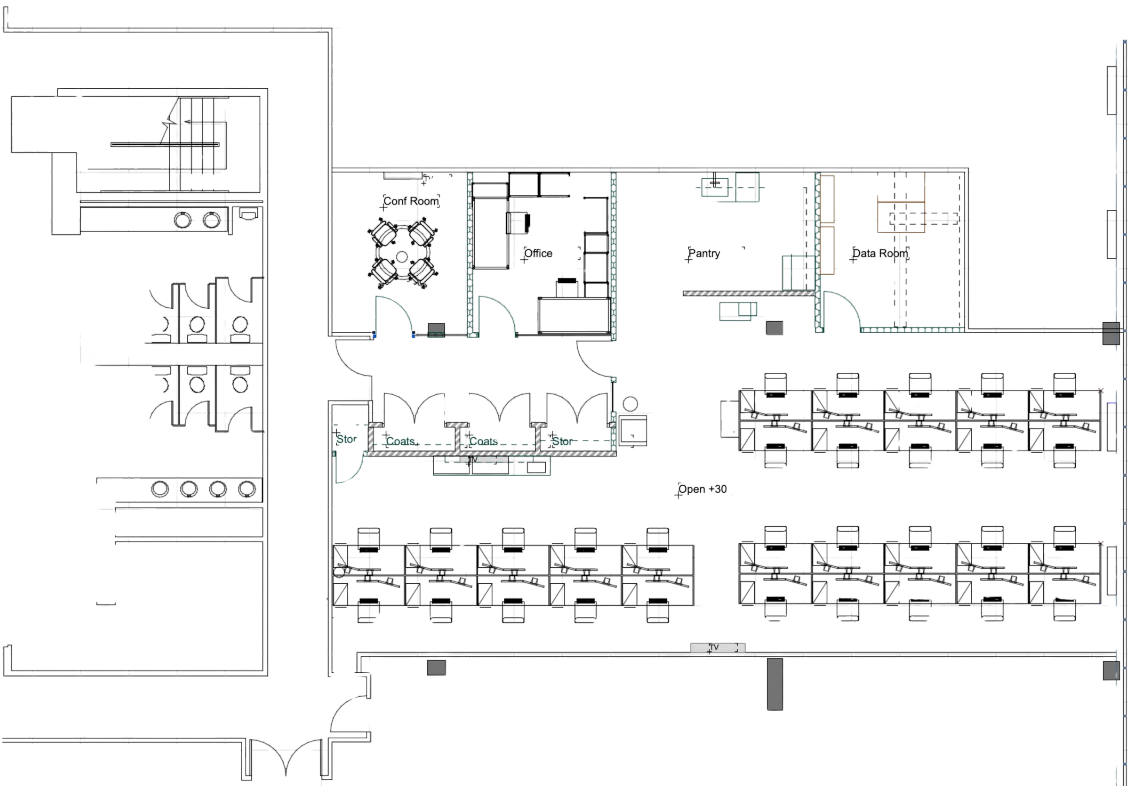 Conf Room
Office
Pantry
Data Room
Stor
Coats
Coats
Stor
TV
Open +30
TV